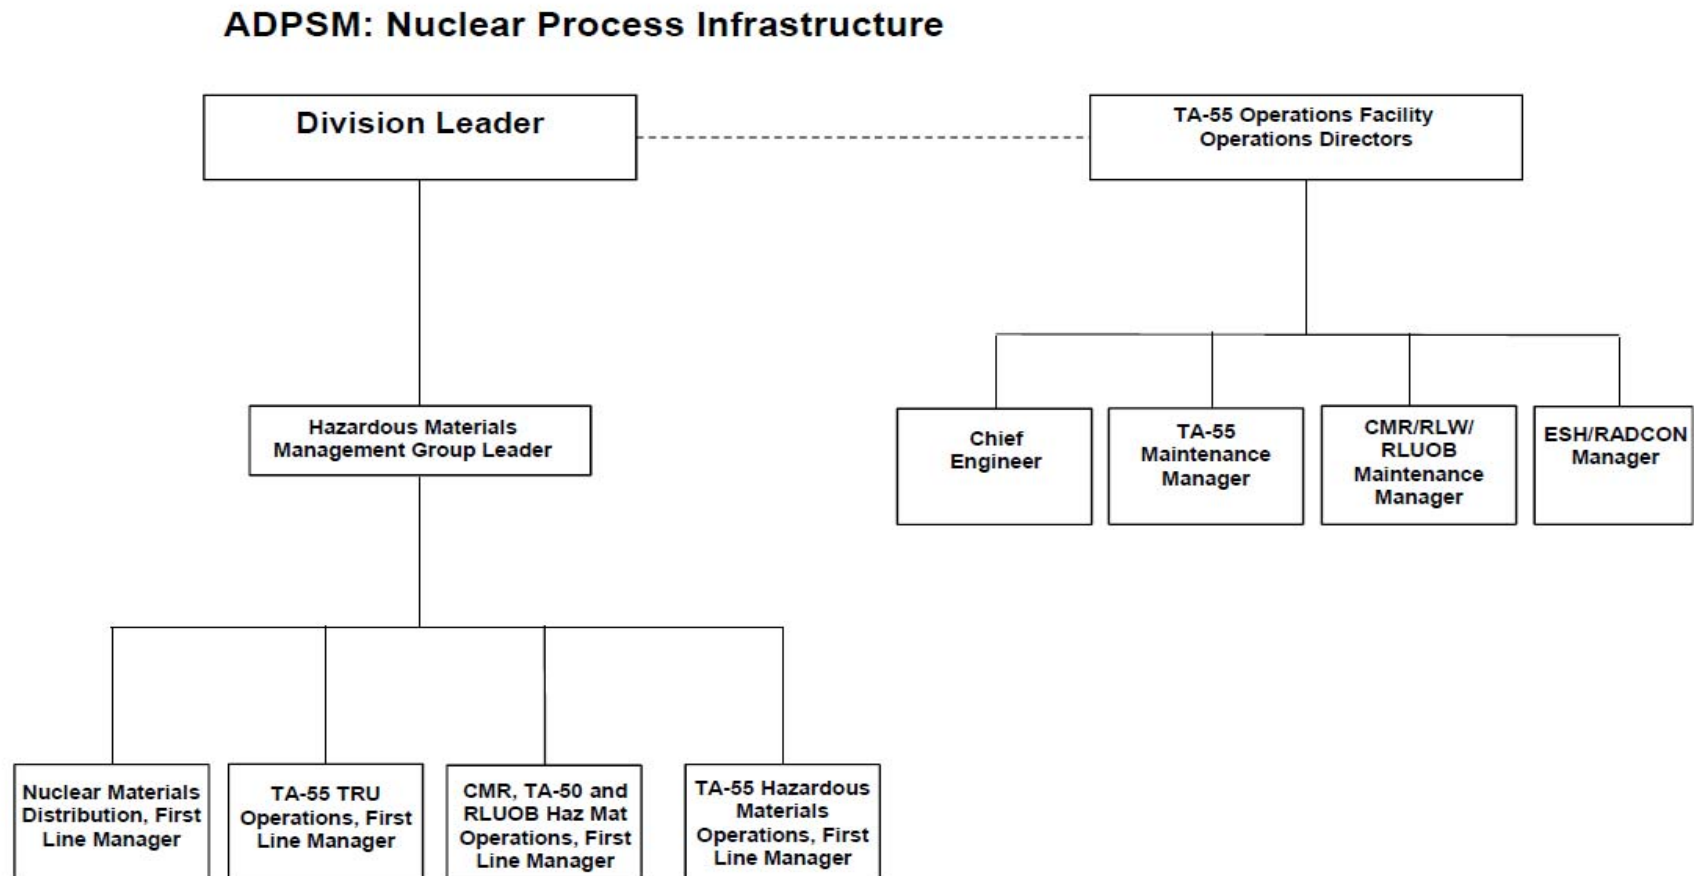 ADPSM: Nuclear Process Infrastructure
Division Leader
TA-55 Operations Facility
Operations Directors
Hazardous Materials
Management Group Leader
Chief
Engineer
TA-55
Maintenance
Manager
CMR/RLW/
RLUOB
Maintenance
Manager
ESH/RADCON
Manager
Nuclear Materials
Distribution, First
Line Manager
TA-55 TRU
Operations, First
Line Manager
CMR, TA-50 and
RLUOB Haz Mat
Operations, First
Line Manager
TA-55 Hazardous
Materials
Operations, First
Line Manager